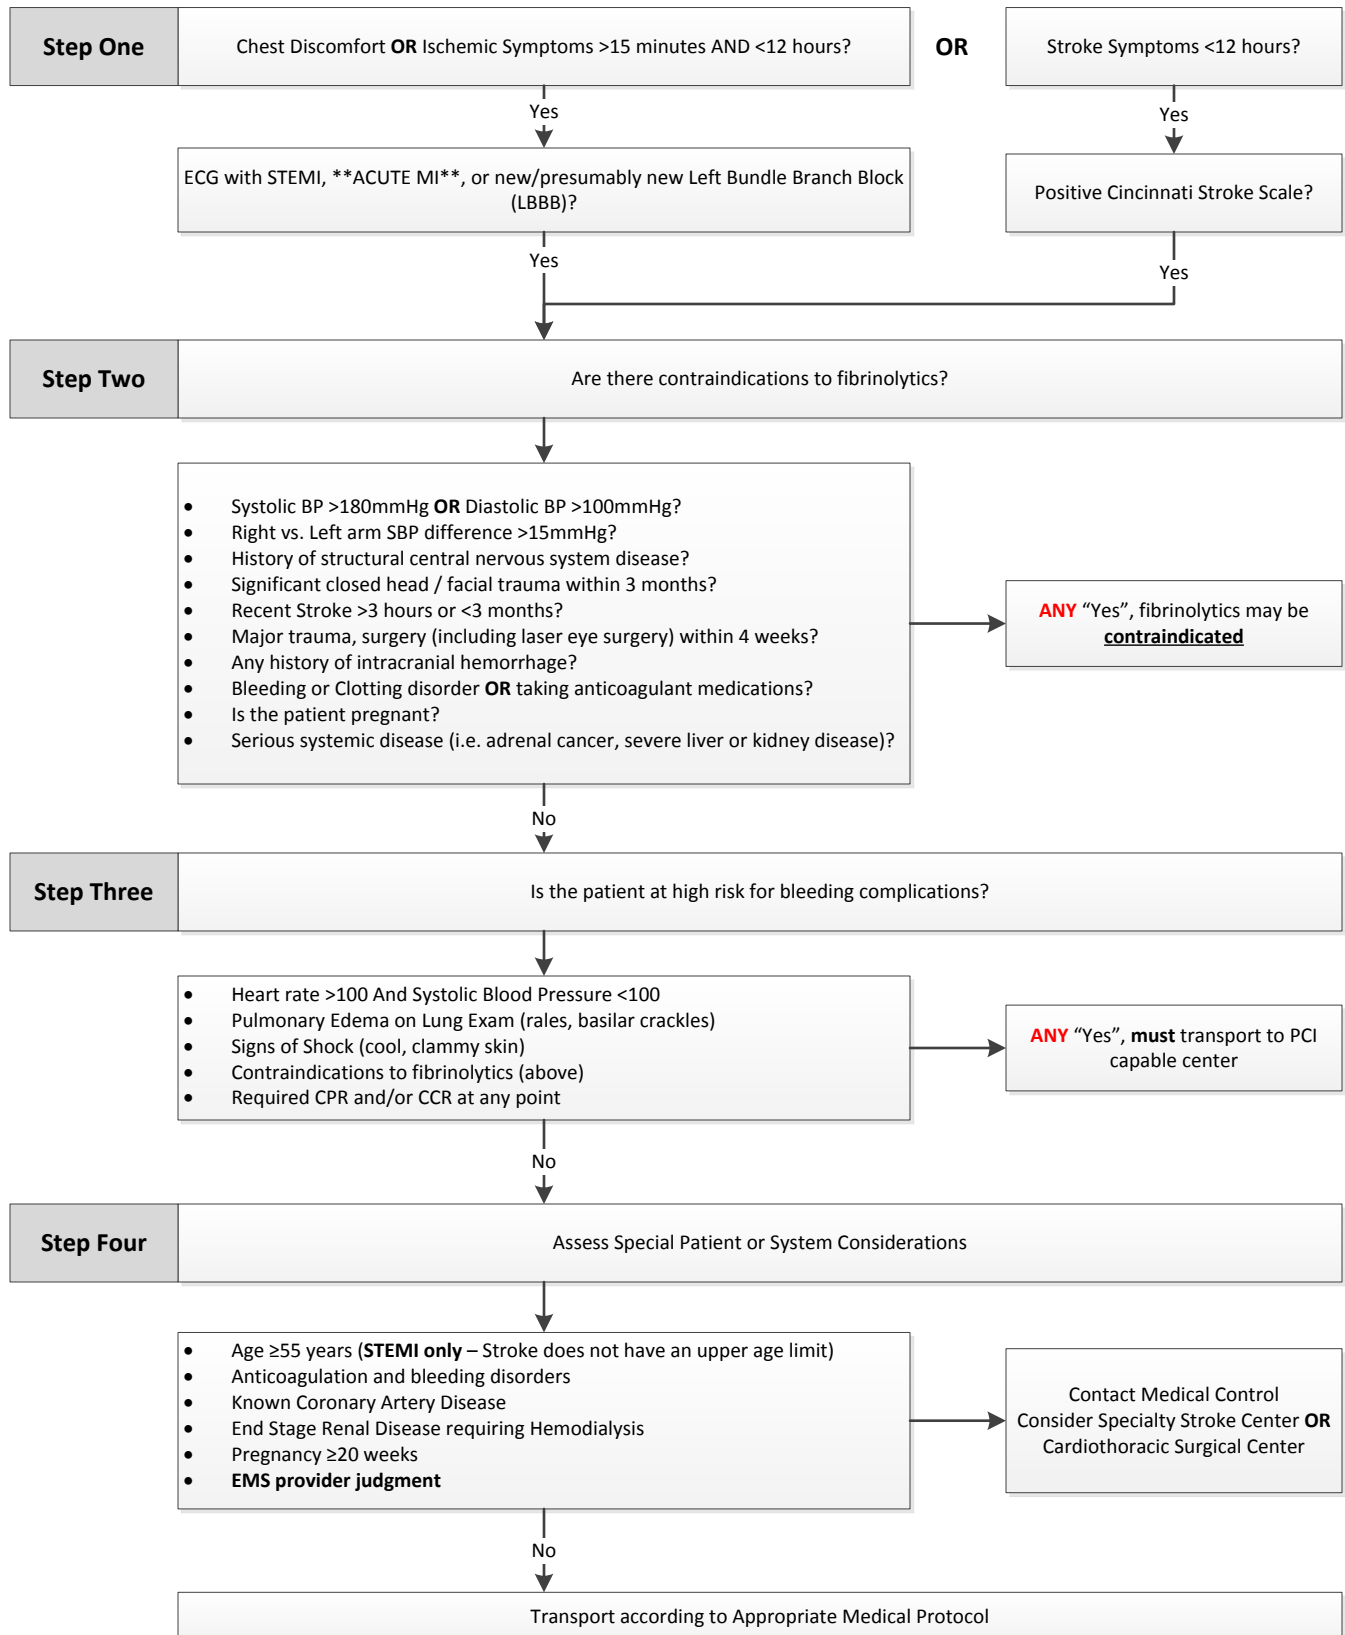 Step One
Chest Discomfort OR Ischemic Symptoms >15 minutes AND <12 hours?
OR
Stroke Symptoms <12 hours?
Yes
Yes
ECG with STEMI, **ACUTE MI**, or new/presumably new Left Bundle Branch Block
(LBBB)?
Positive Cincinnati Stroke Scale?
Yes
Yes
Step Two
Are there contraindications to fibrinolytics?
• Systolic BP >180mmHg OR Diastolic BP >100mmHg?
• Right vs. Left arm SBP difference >15mmHg?
• History of structural central nervous system disease?
• Significant closed head / facial trauma within 3 months?
• Recent Stroke >3 hours or <3 months?
• Major trauma, surgery (including laser eye surgery) within 4 weeks?
• Any history of intracranial hemorrhage?
• Bleeding or Clotting disorder OR taking anticoagulant medications?
• Is the patient pregnant?
• Serious systemic disease (i.e. adrenal cancer, severe liver or kidney disease)?
ANY “Yes”, fibrinolytics may be
contraindicated
No
Step Three
Is the patient at high risk for bleeding complications?
• Heart rate >100 And Systolic Blood Pressure <100
• Pulmonary Edema on Lung Exam (rales, basilar crackles)
• Signs of Shock (cool, clammy skin)
• Contraindications to fibrinolytics (above)
• Required CPR and/or CCR at any point
ANY “Yes”, must transport to PCI
capable center
No
Step Four
Assess Special Patient or System Considerations
• Age ≥55 years (STEMI only – Stroke does not have an upper age limit)
• Anticoagulation and bleeding disorders
• Known Coronary Artery Disease
• End Stage Renal Disease requiring Hemodialysis
• Pregnancy ≥20 weeks
• EMS provider judgment
Contact Medical Control
Consider Specialty Stroke Center OR
Cardiothoracic Surgical Center
No
Transport according to Appropriate Medical Protocol